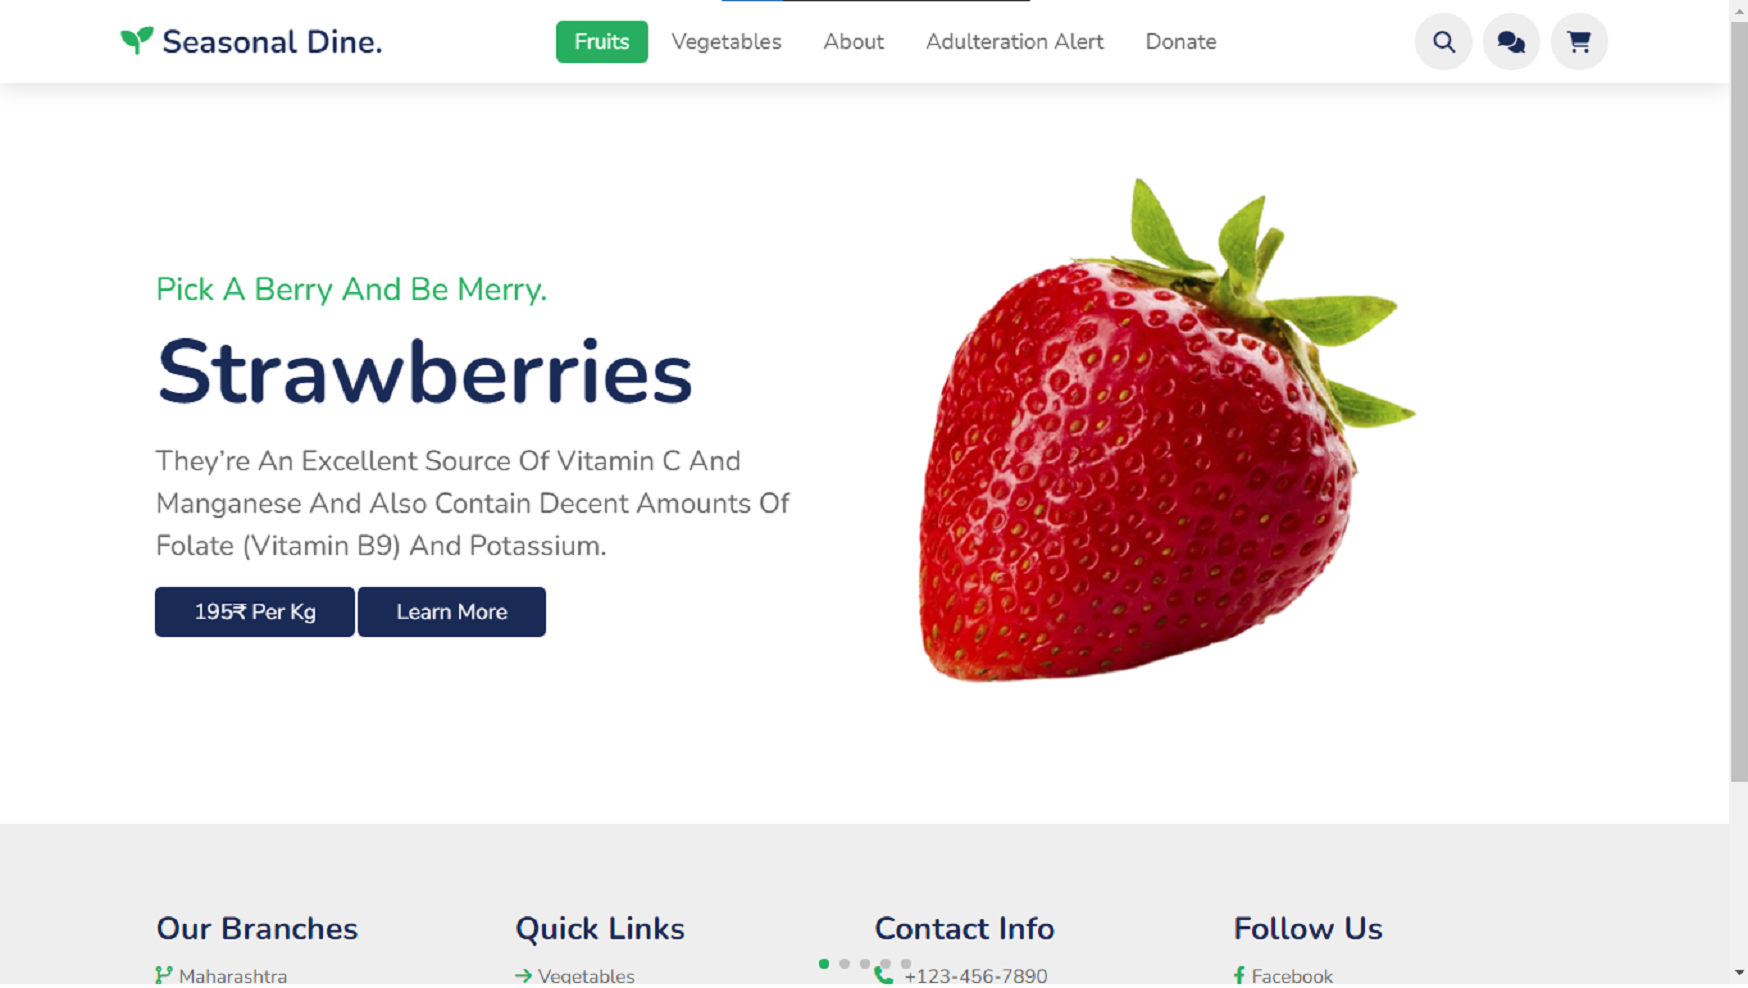 Seasonal Dine.
Fruits
Vegetables
About
Adulteration Alert
Donate
Pick A Berry And Be Merry.
Strawberries
They’re An Excellent Source Of Vitamin C And
Manganese And Also Contain Decent Amounts Of
Folate (Vitamin B9) And Potassium.
195₹ Per Kg
Learn More
Our Branches
Maharashtra
Quick Links
Vegetables
Contact Info
+123-456-7890
Follow Us
Facebook